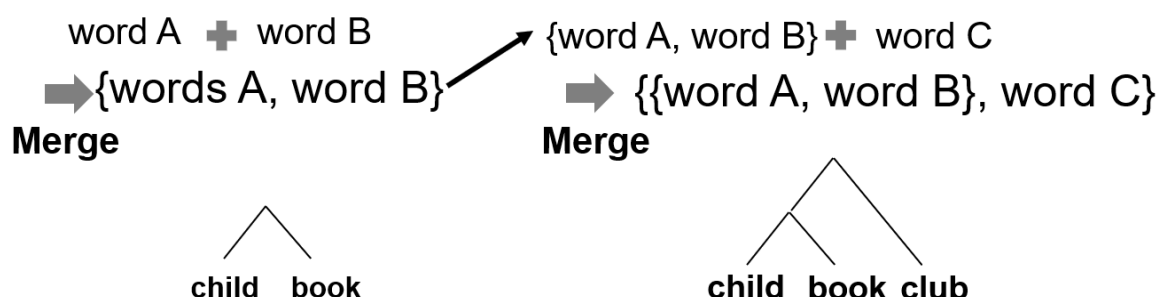 word A + word B
{words A, word B}
Merge
child book
{word A, word B} + word C
{{word A, word B}, word C}
Merge
child book club